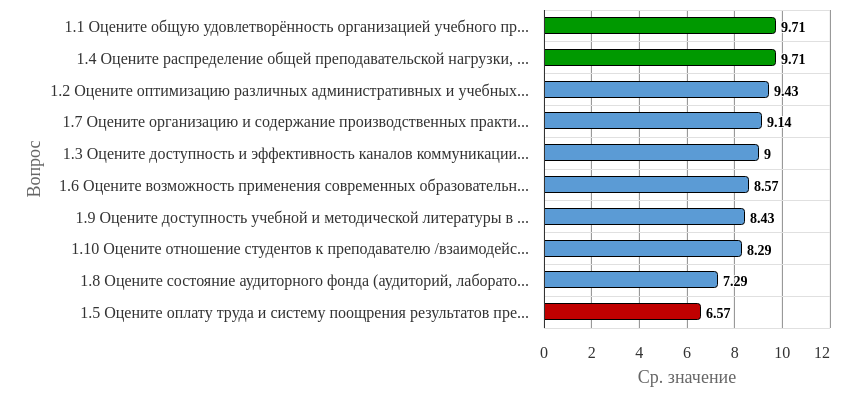 1.1 Оцените общую удовлетворённость организацией учебного пр... 9.71
1.4 Оцените распределение общей преподавательской нагрузки, ... 9.71
1.2 Оцените оптимизацию различных административных и учебных... 9.43
1.7 Оцените организацию и содержание производственных практи... 9.14
1.3 Оцените доступность и эффективность каналов коммуникации... 9
1.6 Оцените возможность применения современных образовательн... 8.57
1.9 Оцените доступность учебной и методической литературы в ... 8.43
1.10 Оцените отношение студентов к преподавателю /взаимодейс... 8.29
1.8 Оцените состояние аудиторного фонда (аудиторий, лаборато... 7.29
1.5 Оцените оплату труда и систему поощрения результатов пре... 6.57
Вопрос
0 2 4 6 8 10 12
Ср. значение